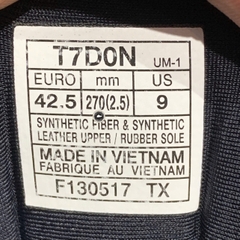 T7D0N UM-1
EURO mm US
42.5 270(2.5) 9
SYNTHETIC FIBER & SYNTHETIC
LEATHER UPPER / RUBBER SOLE
MADE IN VIETNAM
FABRIQUE AU VIETNAM
F130517 TX